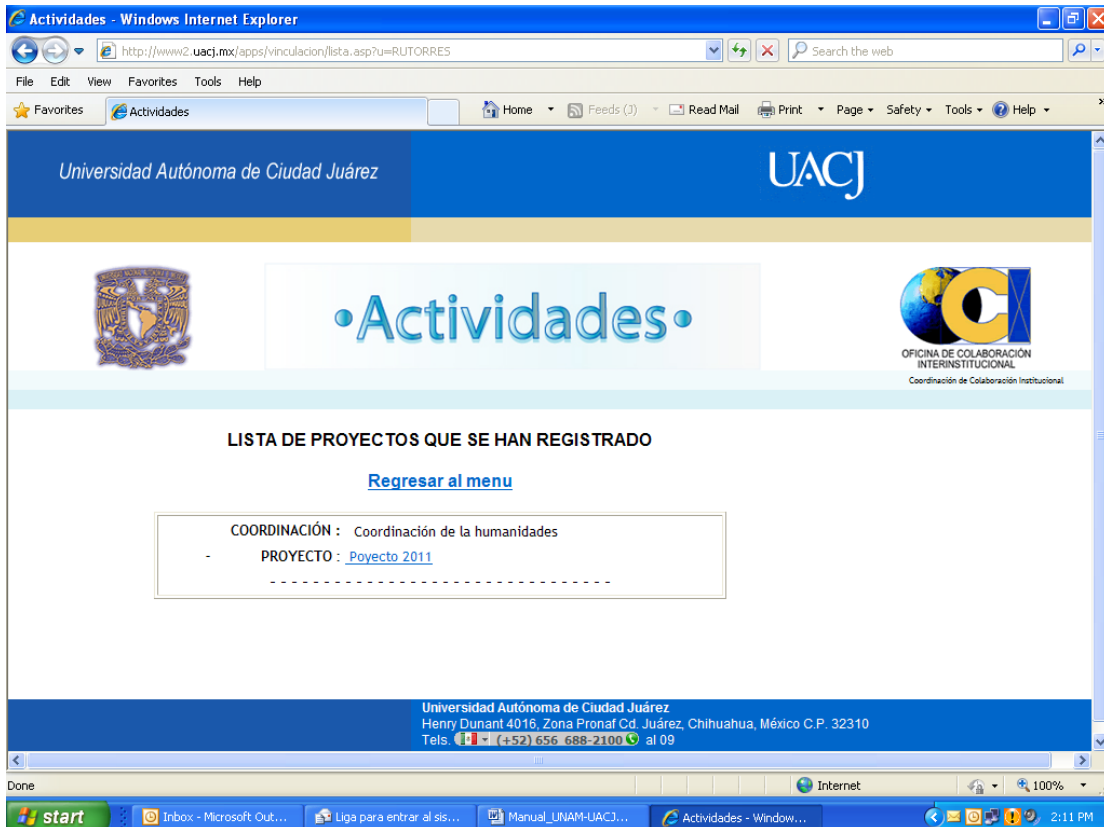 Actividades - Windows Internet Explorer
http://www2.uacj.mx/apps/vinculacion/lista.asp?u=RUTORRES
Search the web
File Edit View Favorites Tools Help
Favorites Actividades Home Feeds (J) Read Mail Print Page Safety Tools Help
Universidad Autónoma de Ciudad Juárez
UACJ
•Actividades•
OFICINA DE COLABORACIÓN
INTERINSTITUCIONAL
Coordinación de Colaboración Institucional
LISTA DE PROYECTOS QUE SE HAN REGISTRADO
Regresar al menu
COORDINACIÓN : Coordinación de la humanidades
- PROYECTO : Poyecto 2011
- - - - - - - - - - - - - - - - - - - - - - - - - - - - - - - -
Universidad Autónoma de Ciudad Juárez
Henry Dunant 4016, Zona Pronaf Cd. Juárez, Chihuahua, México C.P. 32310
Tels. (+52) 656 688-2100 al 09
Done Internet 100%
start Inbox - Microsoft Out... Liga para entrar al sis... Manual_UNAM-UACJ... Actividades - Window... 2:11 PM